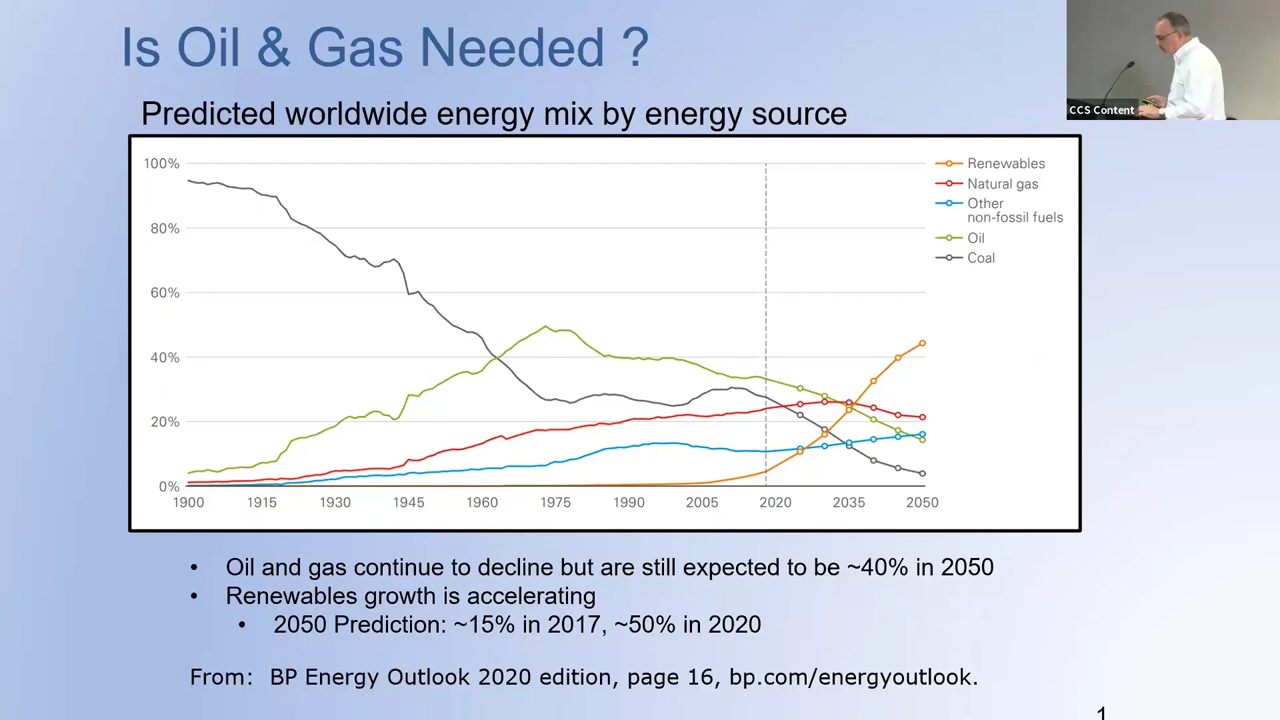 Is Oil & Gas Needed ?
CCS Content
Predicted worldwide energy mix by energy source
100%
80%
60%
40%
20%
0%
1900 1915 1930 1945 1960 1975 1990 2005 2020 2035 2050
Renewables
Natural gas
Other
non-fossil fuels
Oil
Coal
• Oil and gas continue to decline but are still expected to be ~40% in 2050
• Renewables growth is accelerating
• 2050 Prediction: ~15% in 2017, ~50% in 2020
From: BP Energy Outlook 2020 edition, page 16, bp.com/energyoutlook.
1